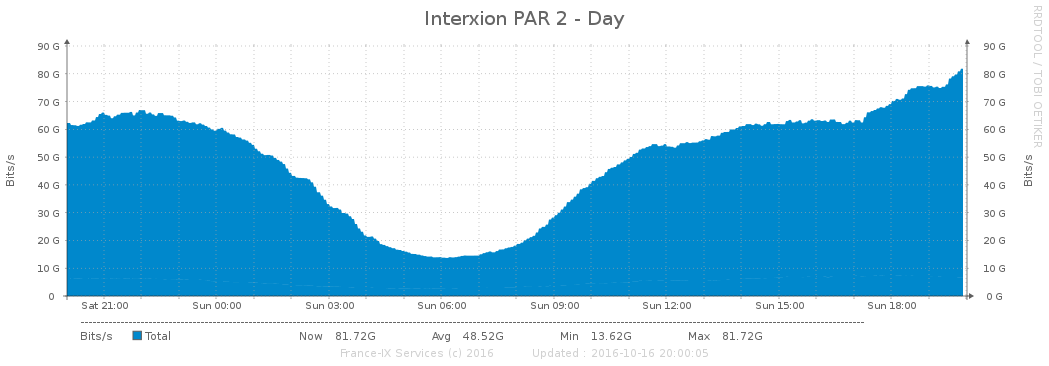 Interxion PAR 2 - Day
RRDTOOL / TOBI OETIKER
Bits/s
Bits/s
90 G 90 G
80 G 80 G
70 G 70 G
60 G 60 G
50 G 50 G
40 G 40 G
30 G 30 G
20 G 20 G
10 G 10 G
0 0 G
Sat 21:00 Sun 00:00 Sun 03:00 Sun 06:00 Sun 09:00 Sun 12:00 Sun 15:00 Sun 18:00
Bits/s Total Now 81.72G Avg 48.52G Min 13.62G Max 81.72G
France-IX Services (c) 2016 Updated : 2016-10-16 20:00:05